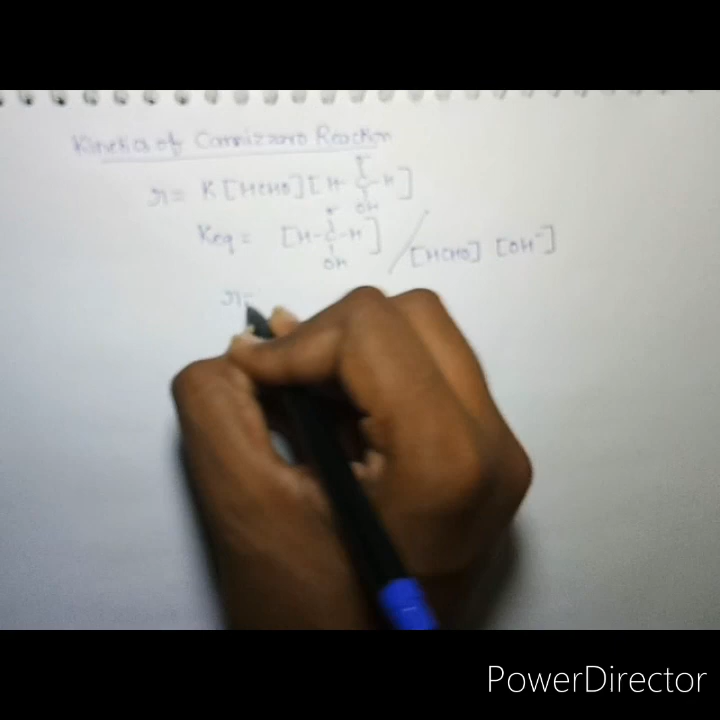 Kinetics of Cannizzaro Reaction
r = K [HCHO] [H-C-H]
OH
Keq = [H-C-H] / [HCHO] [OH⁻]
OH
r=
PowerDirector